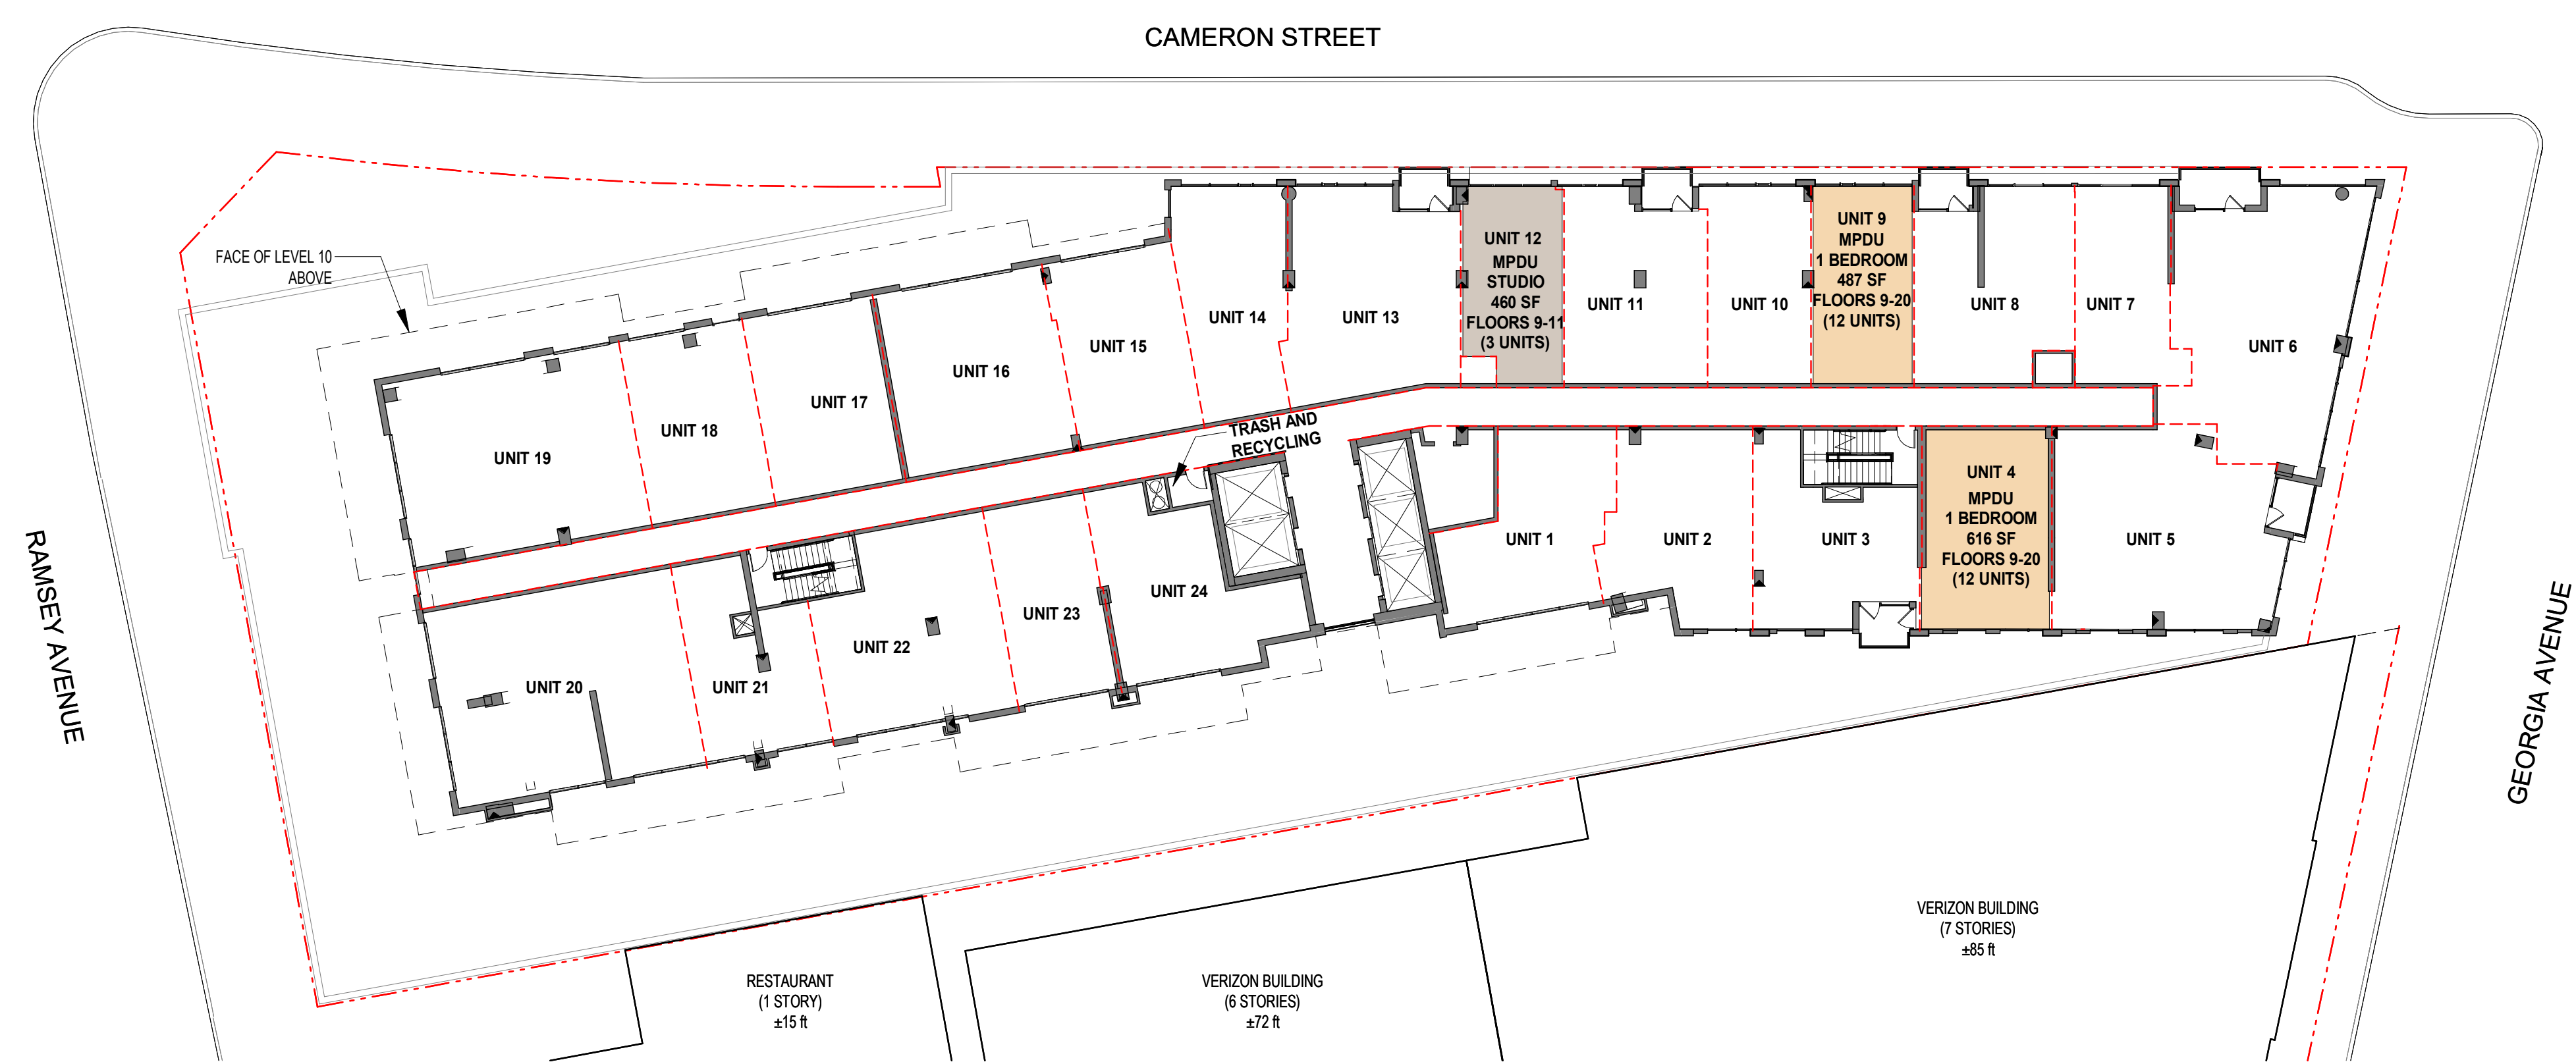 CAMERON STREET
FACE OF LEVEL 10
ABOVE
UNIT 19
UNIT 18
UNIT 17
UNIT 16
UNIT 15
UNIT 14
UNIT 13
UNIT 12
MPDU
STUDIO
460 SF
FLOORS 9-11
(3 UNITS)
UNIT 11
UNIT 10
UNIT 9
MPDU
1 BEDROOM
487 SF
FLOORS 9-20
(12 UNITS)
UNIT 8
UNIT 7
UNIT 6
TRASH AND
RECYCLING
UNIT 20
UNIT 21
UNIT 22
UNIT 23
UNIT 24
UNIT 1
UNIT 2
UNIT 3
UNIT 4
MPDU
1 BEDROOM
616 SF
FLOORS 9-20
(12 UNITS)
UNIT 5
RAMSEY AVENUE
GEORGIA AVENUE
RESTAURANT
(1 STORY)
±15 ft
VERIZON BUILDING
(6 STORIES)
±72 ft
VERIZON BUILDING
(7 STORIES)
±85 ft